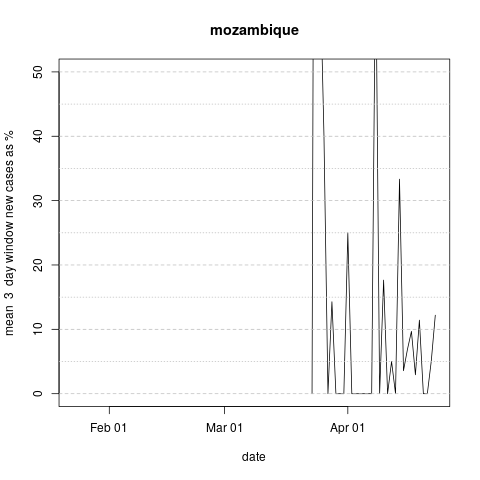 mozambique
mean  3  day window new cases as %
50
40
30
20
10
0
Feb 01
Mar 01
Apr 01
date